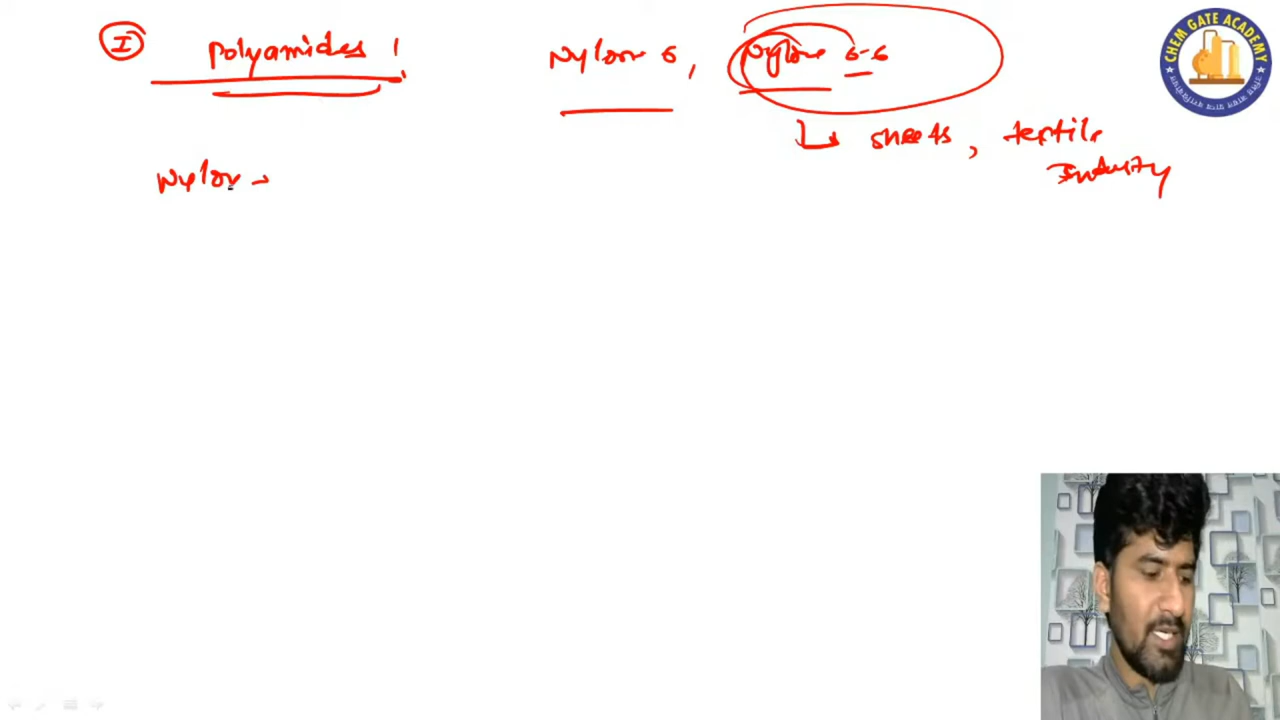 I Polyamides! Nylon 6, Nylon 6-6
sheets, textile
Industry
Nylon -
CHEM GATE ACADEMY